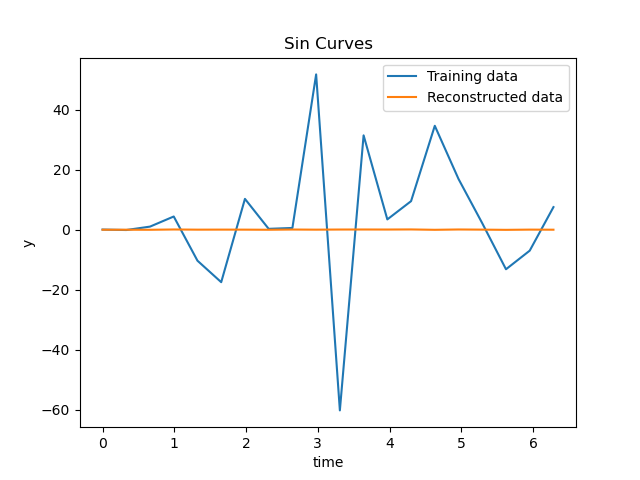 Sin Curves
Training data
Reconstructed data
y
40
20
0
−20
−40
−60
0 1 2 3 4 5 6
time